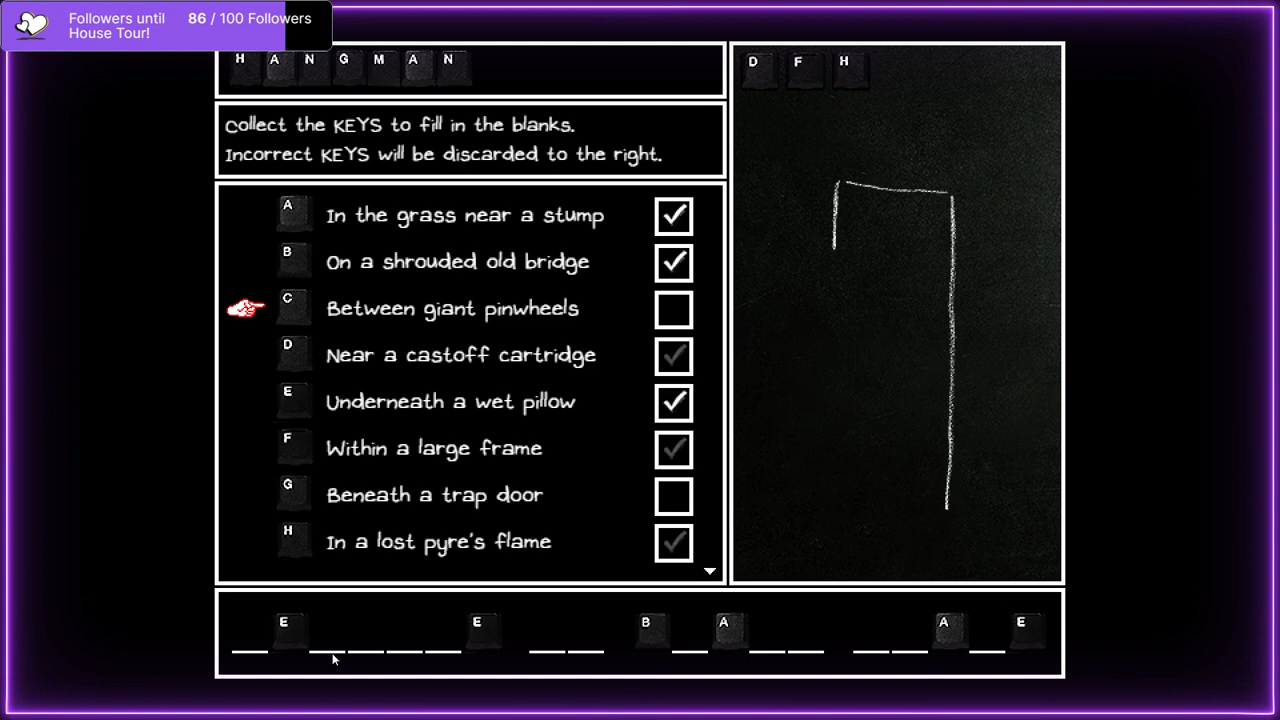 Followers until
House Tour!
86 / 100 Followers
H A N G M A N
Collect the KEYS to fill in the blanks.
Incorrect KEYS will be discarded to the right.
A In the grass near a stump
B On a shrouded old bridge
C Between giant pinwheels
D Near a castoff cartridge
E Underneath a wet pillow
F Within a large frame
G Beneath a trap door
H In a lost pyre's flame
D F H
E E B A A E